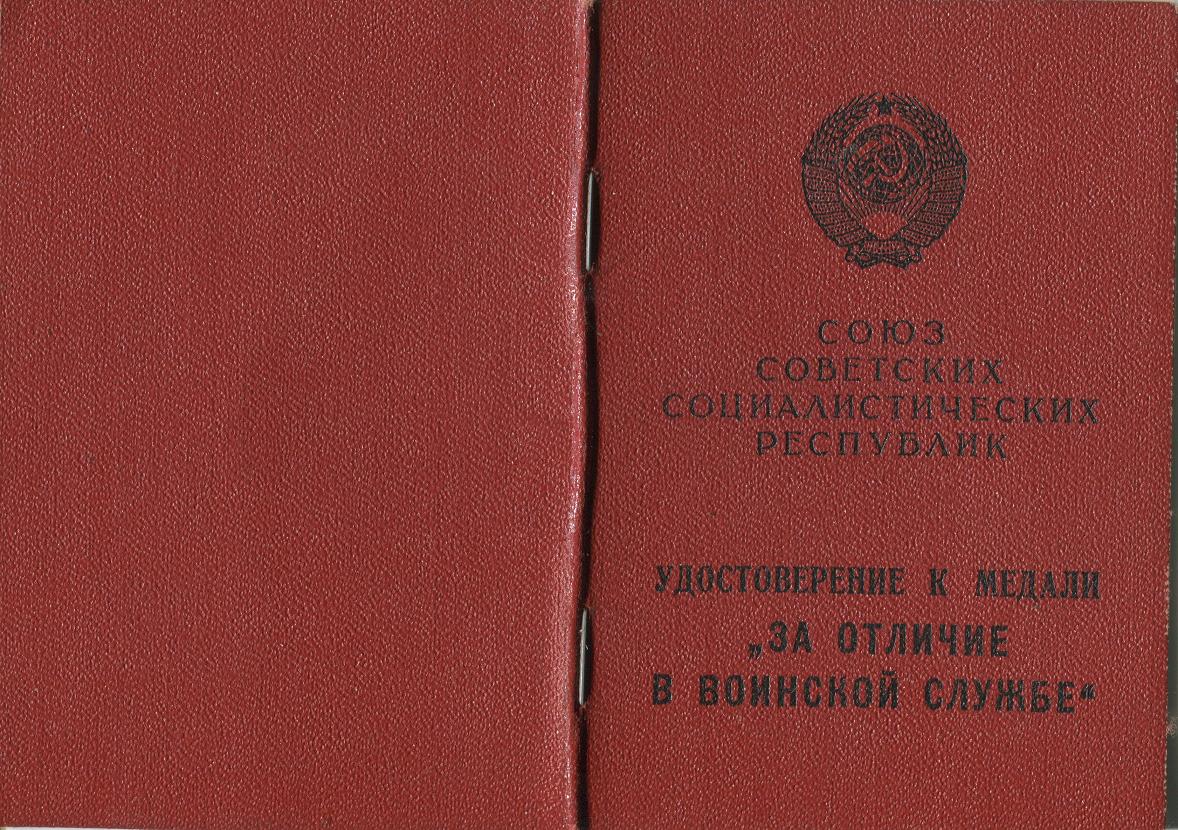 СОЮЗ
СОВЕТСКИХ
СОЦИАЛИСТИЧЕСКИХ
РЕСПУБЛИК
УДОСТОВЕРЕНИЕ К МЕДАЛИ
„ЗА ОТЛИЧИЕ
В ВОИНСКОЙ СЛУЖБЕ“